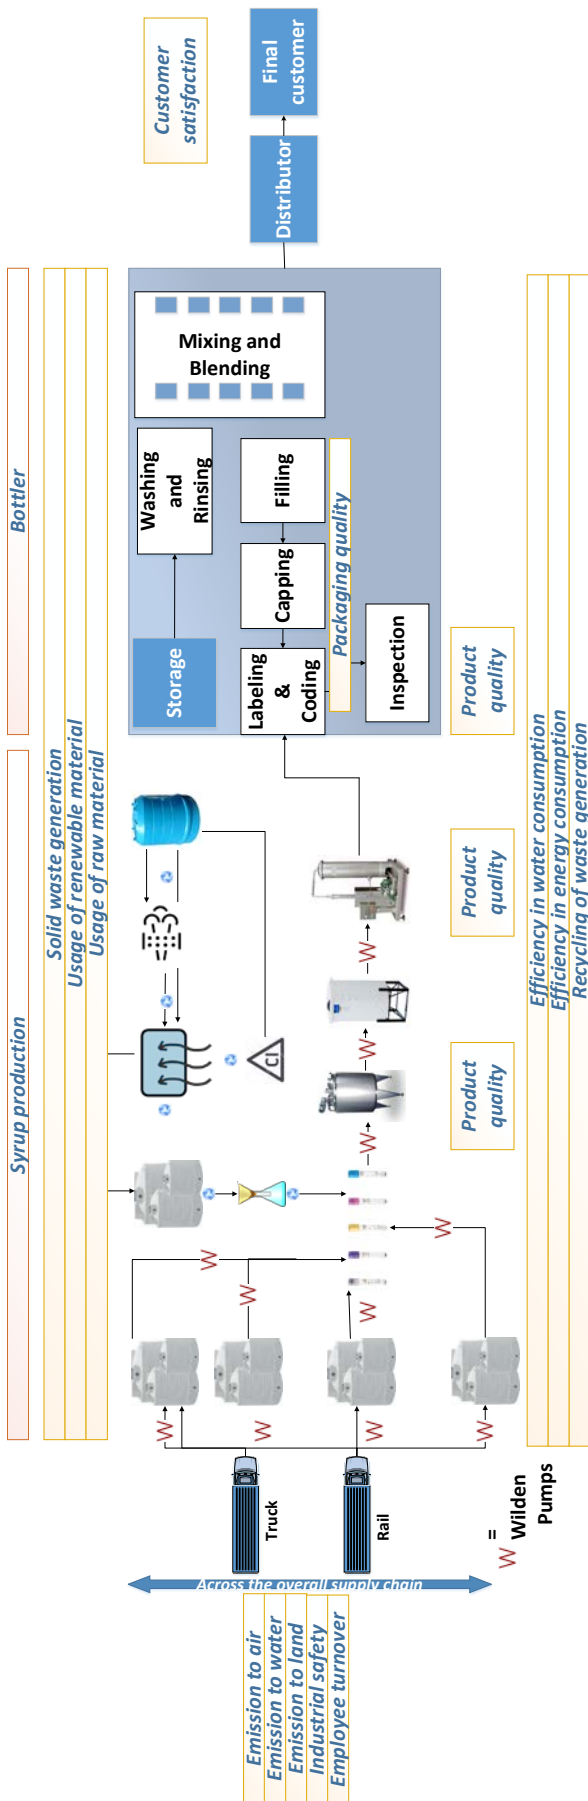 Syrup production
Bottler
Solid waste generation
Usage of renewable material
Usage of raw material
Customer
satisfaction
Truck
Rail
Cl
Storage
Washing
and
Rinsing
Mixing and
Blending
Labeling
&
Coding
Capping
Filling
Packaging quality
Inspection
Distributor
Final
customer
W
W
W
W
W
W
W
W
W
W
W
Product
quality
Product
quality
Product
quality
Across the overall supply chain
Emission to air
Emission to water
Emission to land
Industrial safety
Employee turnover
W
=
Wilden
Pumps
Efficiency in water consumption
Efficiency in energy consumption
Recycling of waste generation